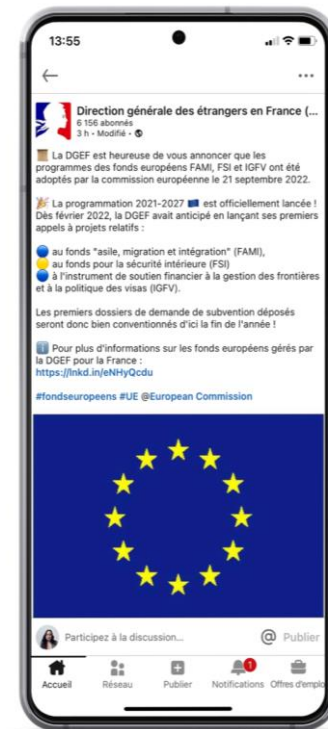 13:55
Direction générale des étrangers en France (...
6 156 abonnés
3 h • Modifié •
La DGEF est heureuse de vous annoncer que les
programmes des fonds européens FAMI, FSI et IGFV ont été
adoptés par la commission européenne le 21 septembre 2022.
La programmation 2021-2027 est officiellement lancée !
Dès février 2022, la DGEF avait anticipé en lançant ses premiers
appels à projets relatifs :
au fonds "asile, migration et intégration" (FAMI),
au fonds pour la sécurité intérieure (FSI)
à l'instrument de soutien financier à la gestion des frontières
et à la politique des visas (IGFV).
Les premiers dossiers de demande de subvention déposés
seront donc bien conventionnés d'ici la fin de l'année !
Pour plus d'informations sur les fonds européens gérés par
la DGEF pour la France :
https://lnkd.in/eNHyQcdu
#fondseuropeens #UE @European Commission
Participez à la discussion... @ Publier
1
Accueil Réseau Publier Notifications Offres d'emplo